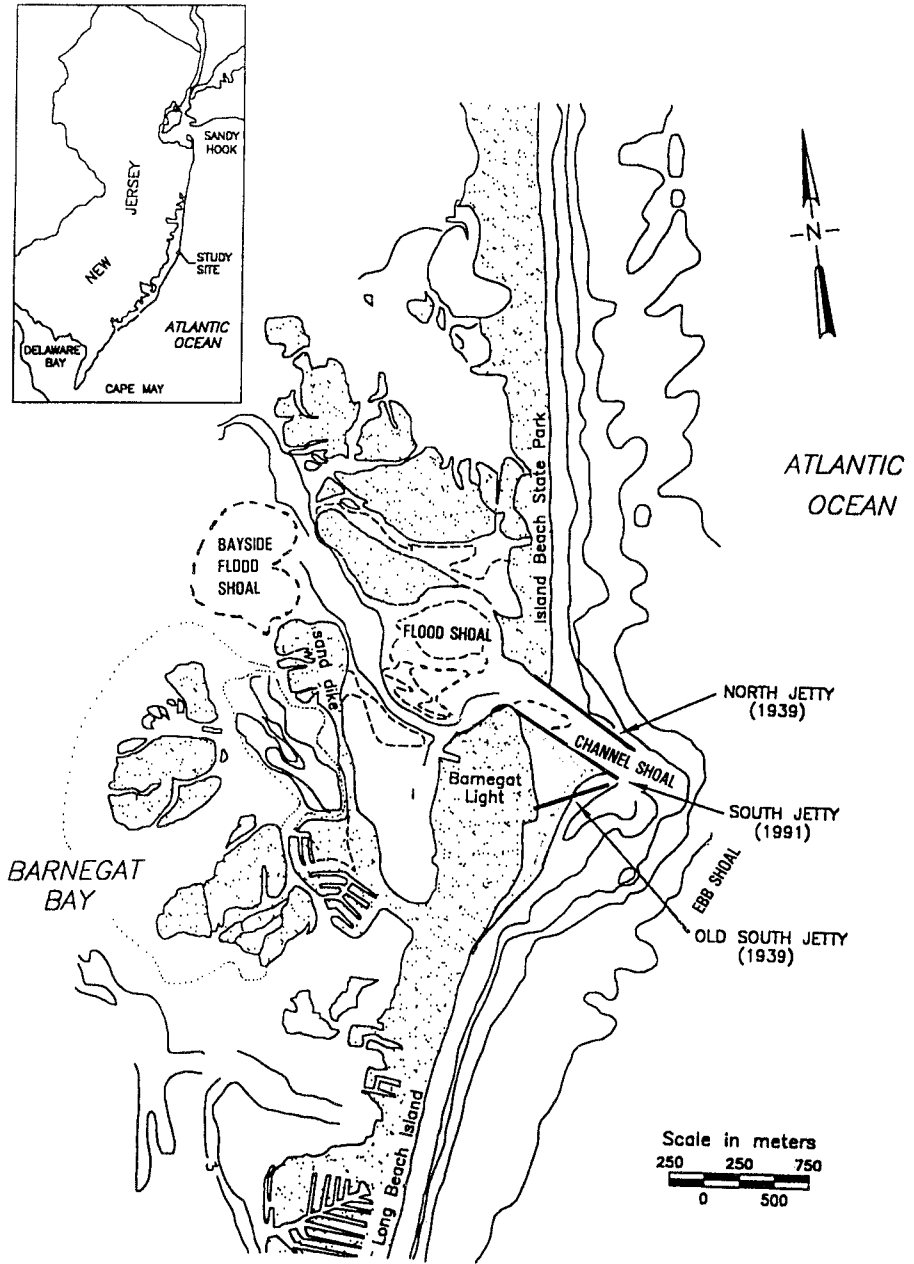 SANDY
HOOK
NEW JERSEY
STUDY
SITE
ATLANTIC
OCEAN
DELAWARE
BAY
CAPE MAY
N
ATLANTIC
OCEAN
Island Beach State Park
BAYSIDE
FLOOD
SHOAL
FLOOD SHOAL
sand dike
NORTH JETTY
(1939)
CHANNEL SHOAL
Barnegat
Light
SOUTH JETTY
(1991)
EBB SHOAL
BARNEGAT
BAY
OLD SOUTH JETTY
(1939)
Long Beach Island
Scale in meters
250 250 750
0 500